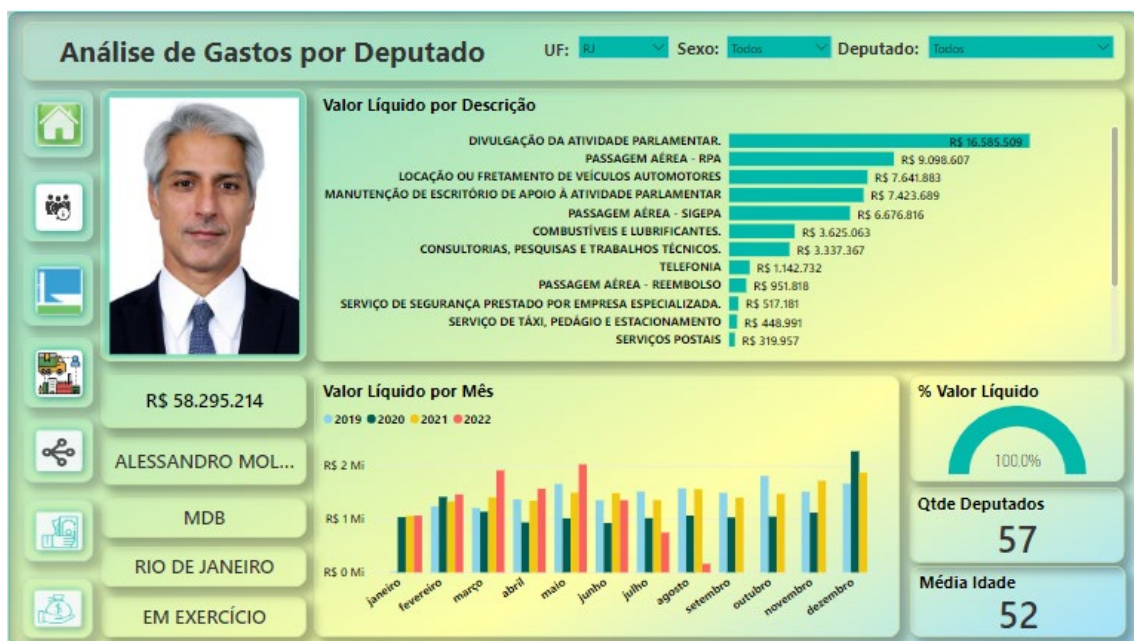 Análise de Gastos por Deputado
UF: RJ Sexo: Todos Deputado: Todos
Valor Líquido por Descrição
DIVULGAÇÃO DA ATIVIDADE PARLAMENTAR. R$ 16.585.509
PASSAGEM AÉREA - RPA R$ 9.098.607
LOCAÇÃO OU FRETAMENTO DE VEÍCULOS AUTOMOTORES R$ 7.641.883
MANUTENÇÃO DE ESCRITÓRIO DE APOIO À ATIVIDADE PARLAMENTAR R$ 7.423.689
PASSAGEM AÉREA - SIGEPA R$ 6.676.816
COMBUSTÍVEIS E LUBRIFICANTES. R$ 3.625.063
CONSULTORIAS, PESQUISAS E TRABALHOS TÉCNICOS. R$ 3.337.367
TELEFONIA R$ 1.142.732
PASSAGEM AÉREA - REEMBOLSO R$ 951.818
SERVIÇO DE SEGURANÇA PRESTADO POR EMPRESA ESPECIALIZADA. R$ 517.181
SERVIÇO DE TÁXI, PEDÁGIO E ESTACIONAMENTO R$ 448.991
SERVIÇOS POSTAIS R$ 319.957
R$ 58.295.214
ALESSANDRO MOL...
MDB
RIO DE JANEIRO
EM EXERCÍCIO
Valor Líquido por Mês
2019 2020 2021 2022
R$ 2 Mi
R$ 1 Mi
R$ 0 Mi
janeiro fevereiro março abril maio junho julho agosto setembro outubro novembro dezembro
% Valor Líquido
100,0%
Qtde Deputados
57
Média Idade
52